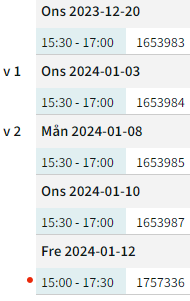 Ons 2023-12-20
15:30 - 17:00 1653983
v 1 Ons 2024-01-03
15:30 - 17:00 1653984
v 2 Mån 2024-01-08
15:30 - 17:00 1653985
Ons 2024-01-10
15:30 - 17:00 1653987
Fre 2024-01-12
15:00 - 17:30 1757336